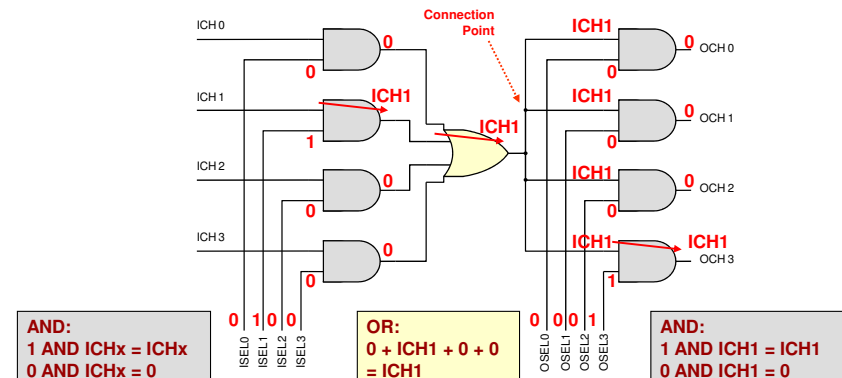 Connection
Point
ICH 0
0
0
ICH 1
ICH1
1
ICH 2
0
0
ICH 3
0
0
ICH1
ICH1
0
OCH 0
0
ICH1
0
OCH 1
0
ICH1
0
OCH 2
0
ICH1
ICH1
OCH 3
1
0 1 0 0
ISEL0
ISEL1
ISEL2
ISEL3
0 0 0 1
OSEL0
OSEL1
OSEL2
OSEL3
AND:
1 AND ICHx = ICHx
0 AND ICHx = 0
OR:
0 + ICH1 + 0 + 0
= ICH1
AND:
1 AND ICH1 = ICH1
0 AND ICH1 = 0